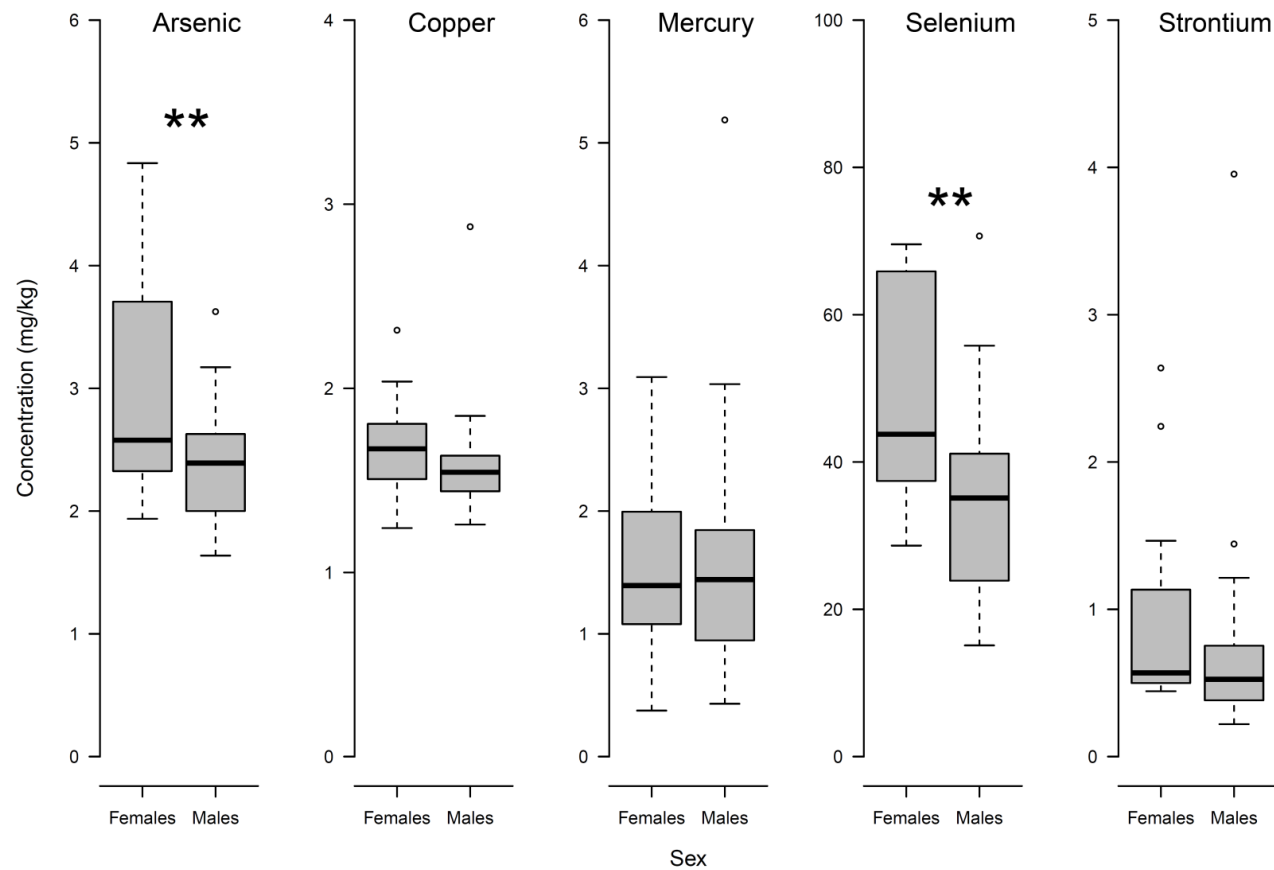 Arsenic Copper Mercury Selenium Strontium
6 4 6 100 5
**
5 5 80 4
3
**
4 4
60 3
Concentration (mg/kg)
3 2 3
40 2
2 2
1
20 1
1 1
0 0 0 0 0
Females Males Females Males Females Males Females Males Females Males
Sex